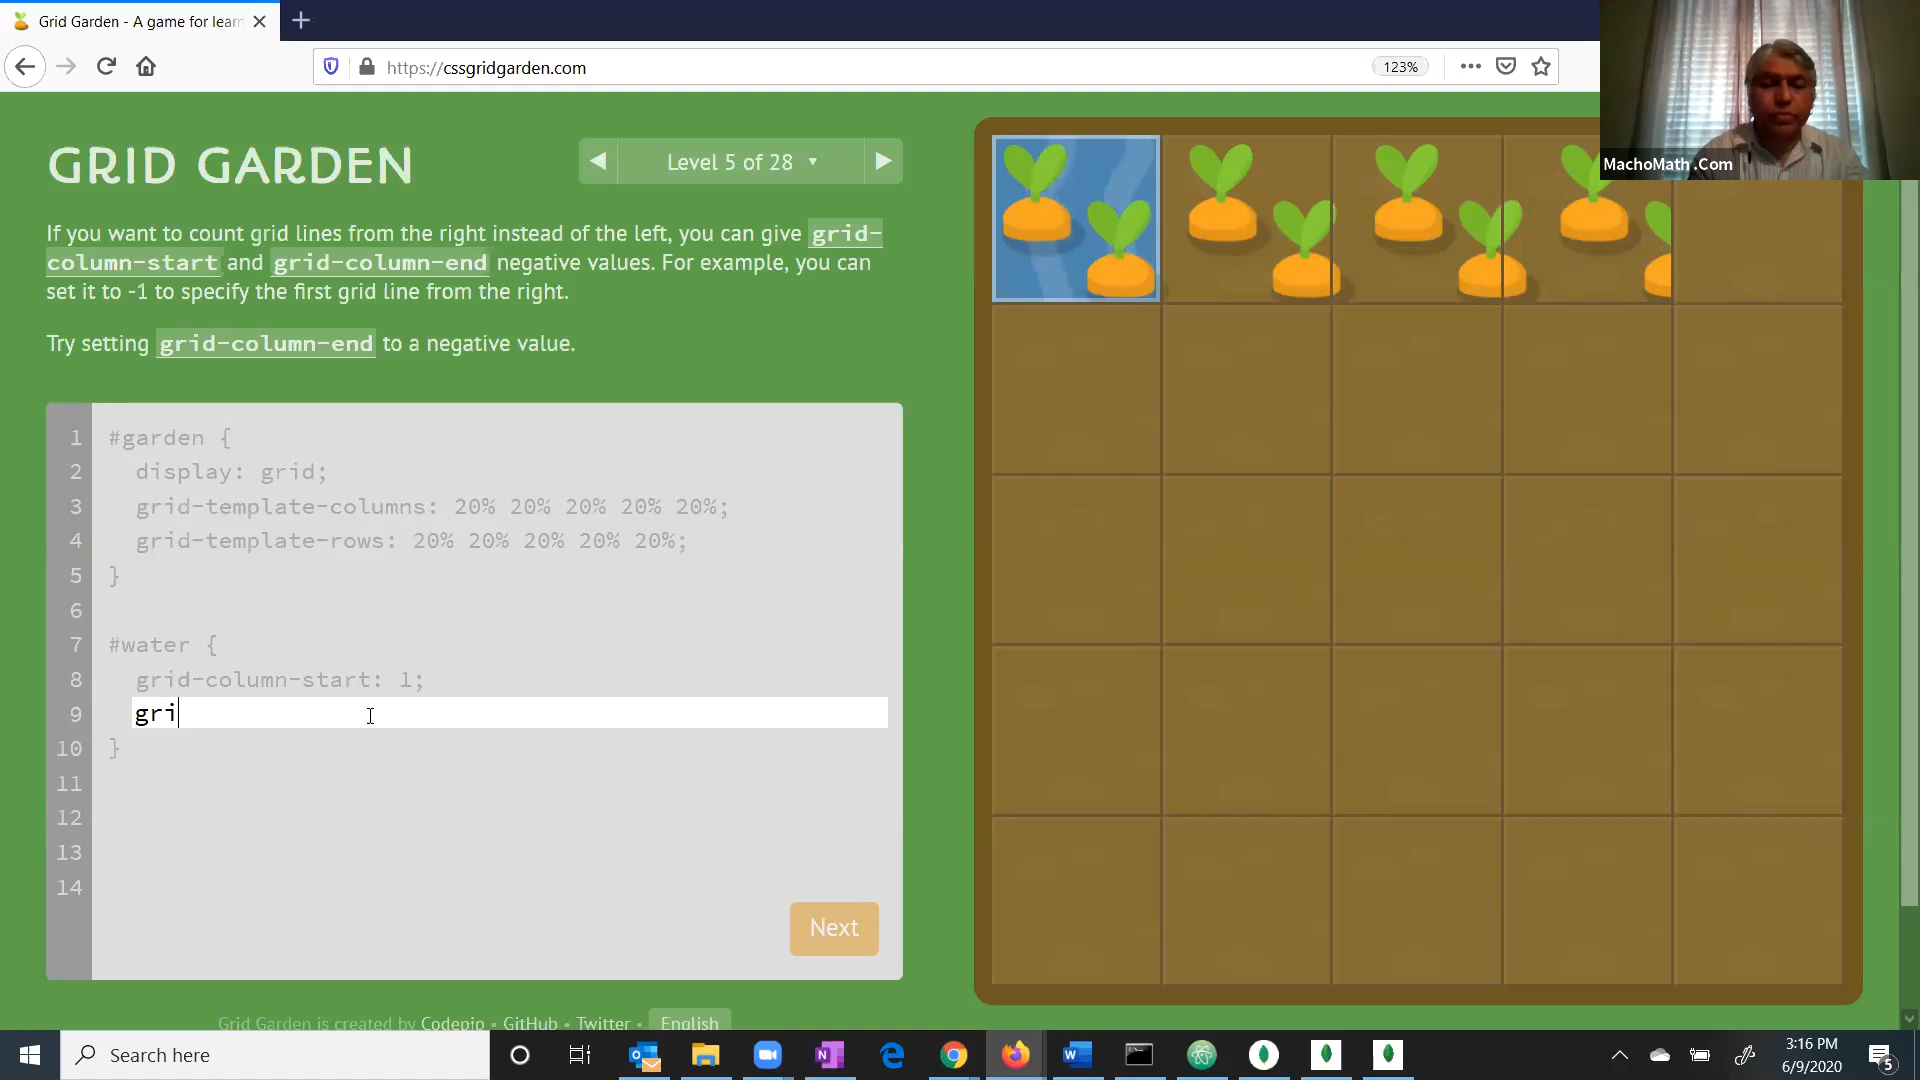 Grid Garden - A game for lear
https://cssgridgarden.com
123%
MachoMath .Com
GRID GARDEN
Level 5 of 28
If you want to count grid lines from the right instead of the left, you can give grid-
column-start and grid-column-end negative values. For example, you can
set it to -1 to specify the first grid line from the right.
Try setting grid-column-end to a negative value.
1 #garden {
2 display: grid;
3 grid-template-columns: 20% 20% 20% 20% 20%;
4 grid-template-rows: 20% 20% 20% 20% 20%;
5 }
6
7 #water {
8 grid-column-start: 1;
9 gri
10 }
11
12
13
14
Next
Grid Garden is created by Codepip • GitHub • Twitter • English
Search here
3:16 PM
6/9/2020
5